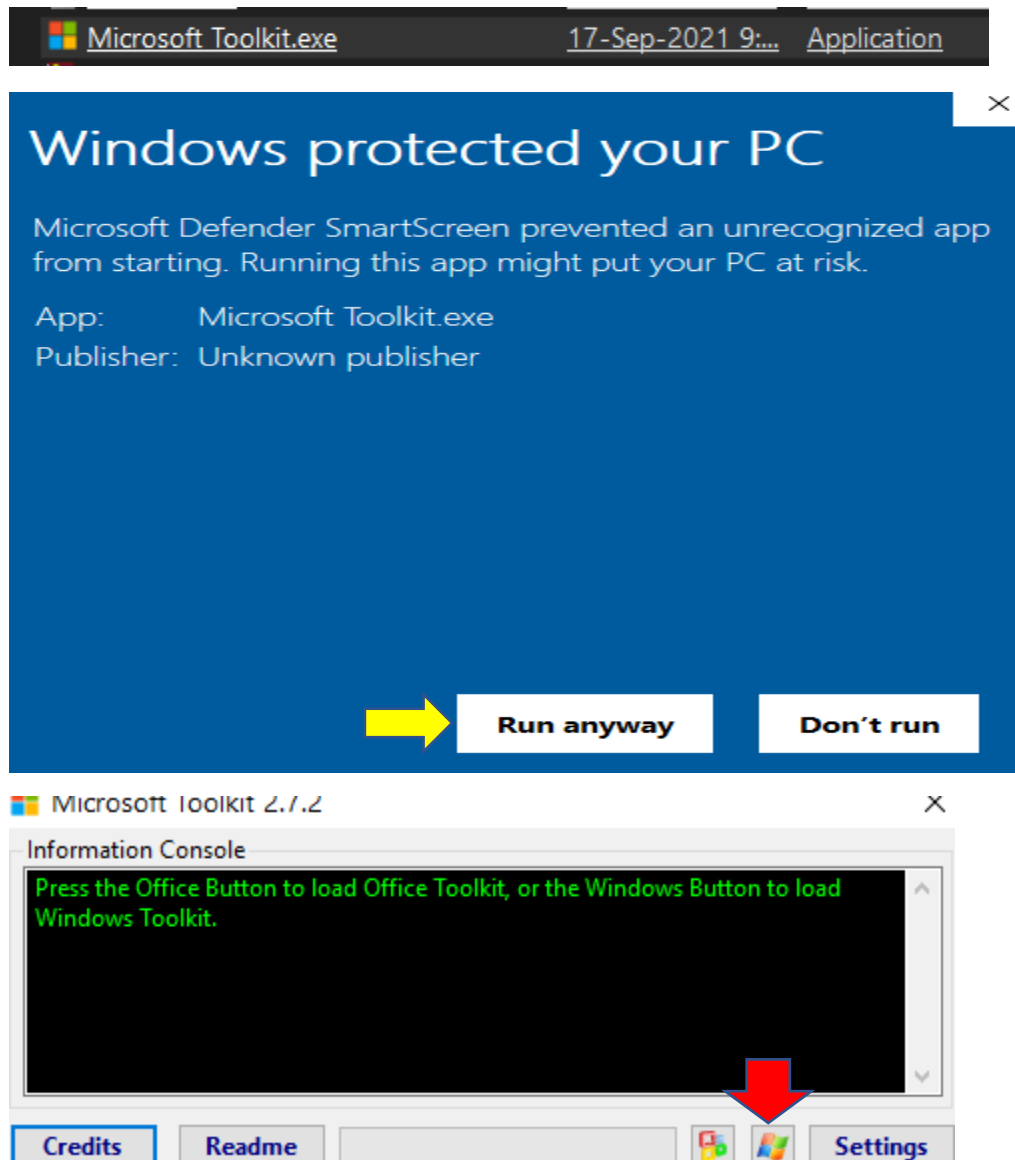 Microsoft Toolkit.exe 17-Sep-2021 9:... Application
Windows protected your PC
Microsoft Defender SmartScreen prevented an unrecognized app
from starting. Running this app might put your PC at risk.
App: Microsoft Toolkit.exe
Publisher: Unknown publisher
Run anyway Don't run
Microsoft Toolkit 2.7.2
Information Console
Press the Office Button to load Office Toolkit, or the Windows Button to load
Windows Toolkit.
Credits Readme Settings